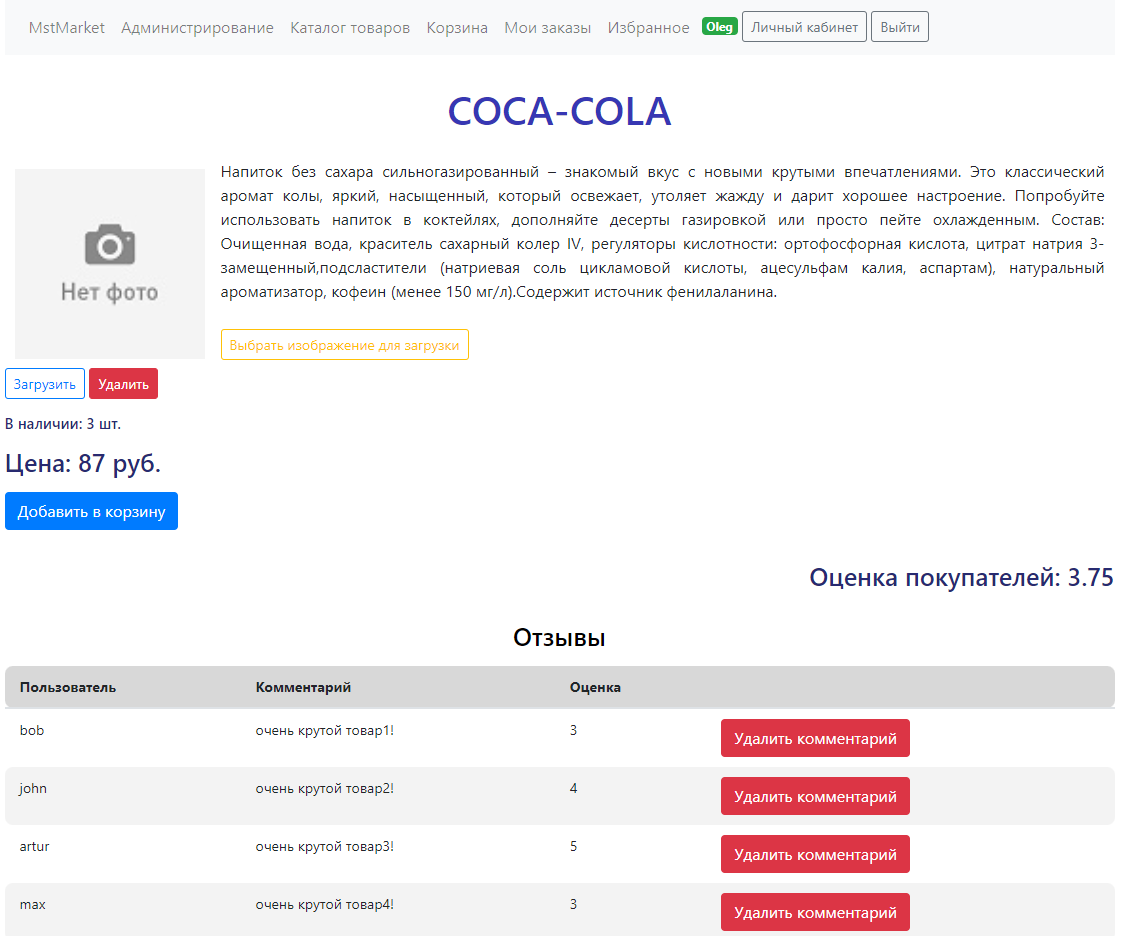 MstMarket Администрирование Каталог товаров Корзина Мои заказы Избранное Oleg Личный кабинет Выйти
COCA-COLA
Напиток без сахара сильногазированный – знакомый вкус с новыми крутыми впечатлениями. Это классический
аромат колы, яркий, насыщенный, который освежает, утоляет жажду и дарит хорошее настроение. Попробуйте
использовать напиток в коктейлях, дополняйте десерты газировкой или просто пейте охлажденным. Состав:
Очищенная вода, краситель сахарный колер IV, регуляторы кислотности: ортофосфорная кислота, цитрат натрия 3-
замещенный,подсластители (натриевая соль цикламовой кислоты, ацесульфам калия, аспартам), натуральный
ароматизатор, кофеин (менее 150 мг/л).Содержит источник фенилаланина.
Нет фото
Выбрать изображение для загрузки
Загрузить Удалить
В наличии: 3 шт.
Цена: 87 руб.
Добавить в корзину
Оценка покупателей: 3.75
Отзывы
Пользователь Комментарий Оценка
bob очень крутой товар1! 3 Удалить комментарий
john очень крутой товар2! 4 Удалить комментарий
artur очень крутой товар3! 5 Удалить комментарий
max очень крутой товар4! 3 Удалить комментарий